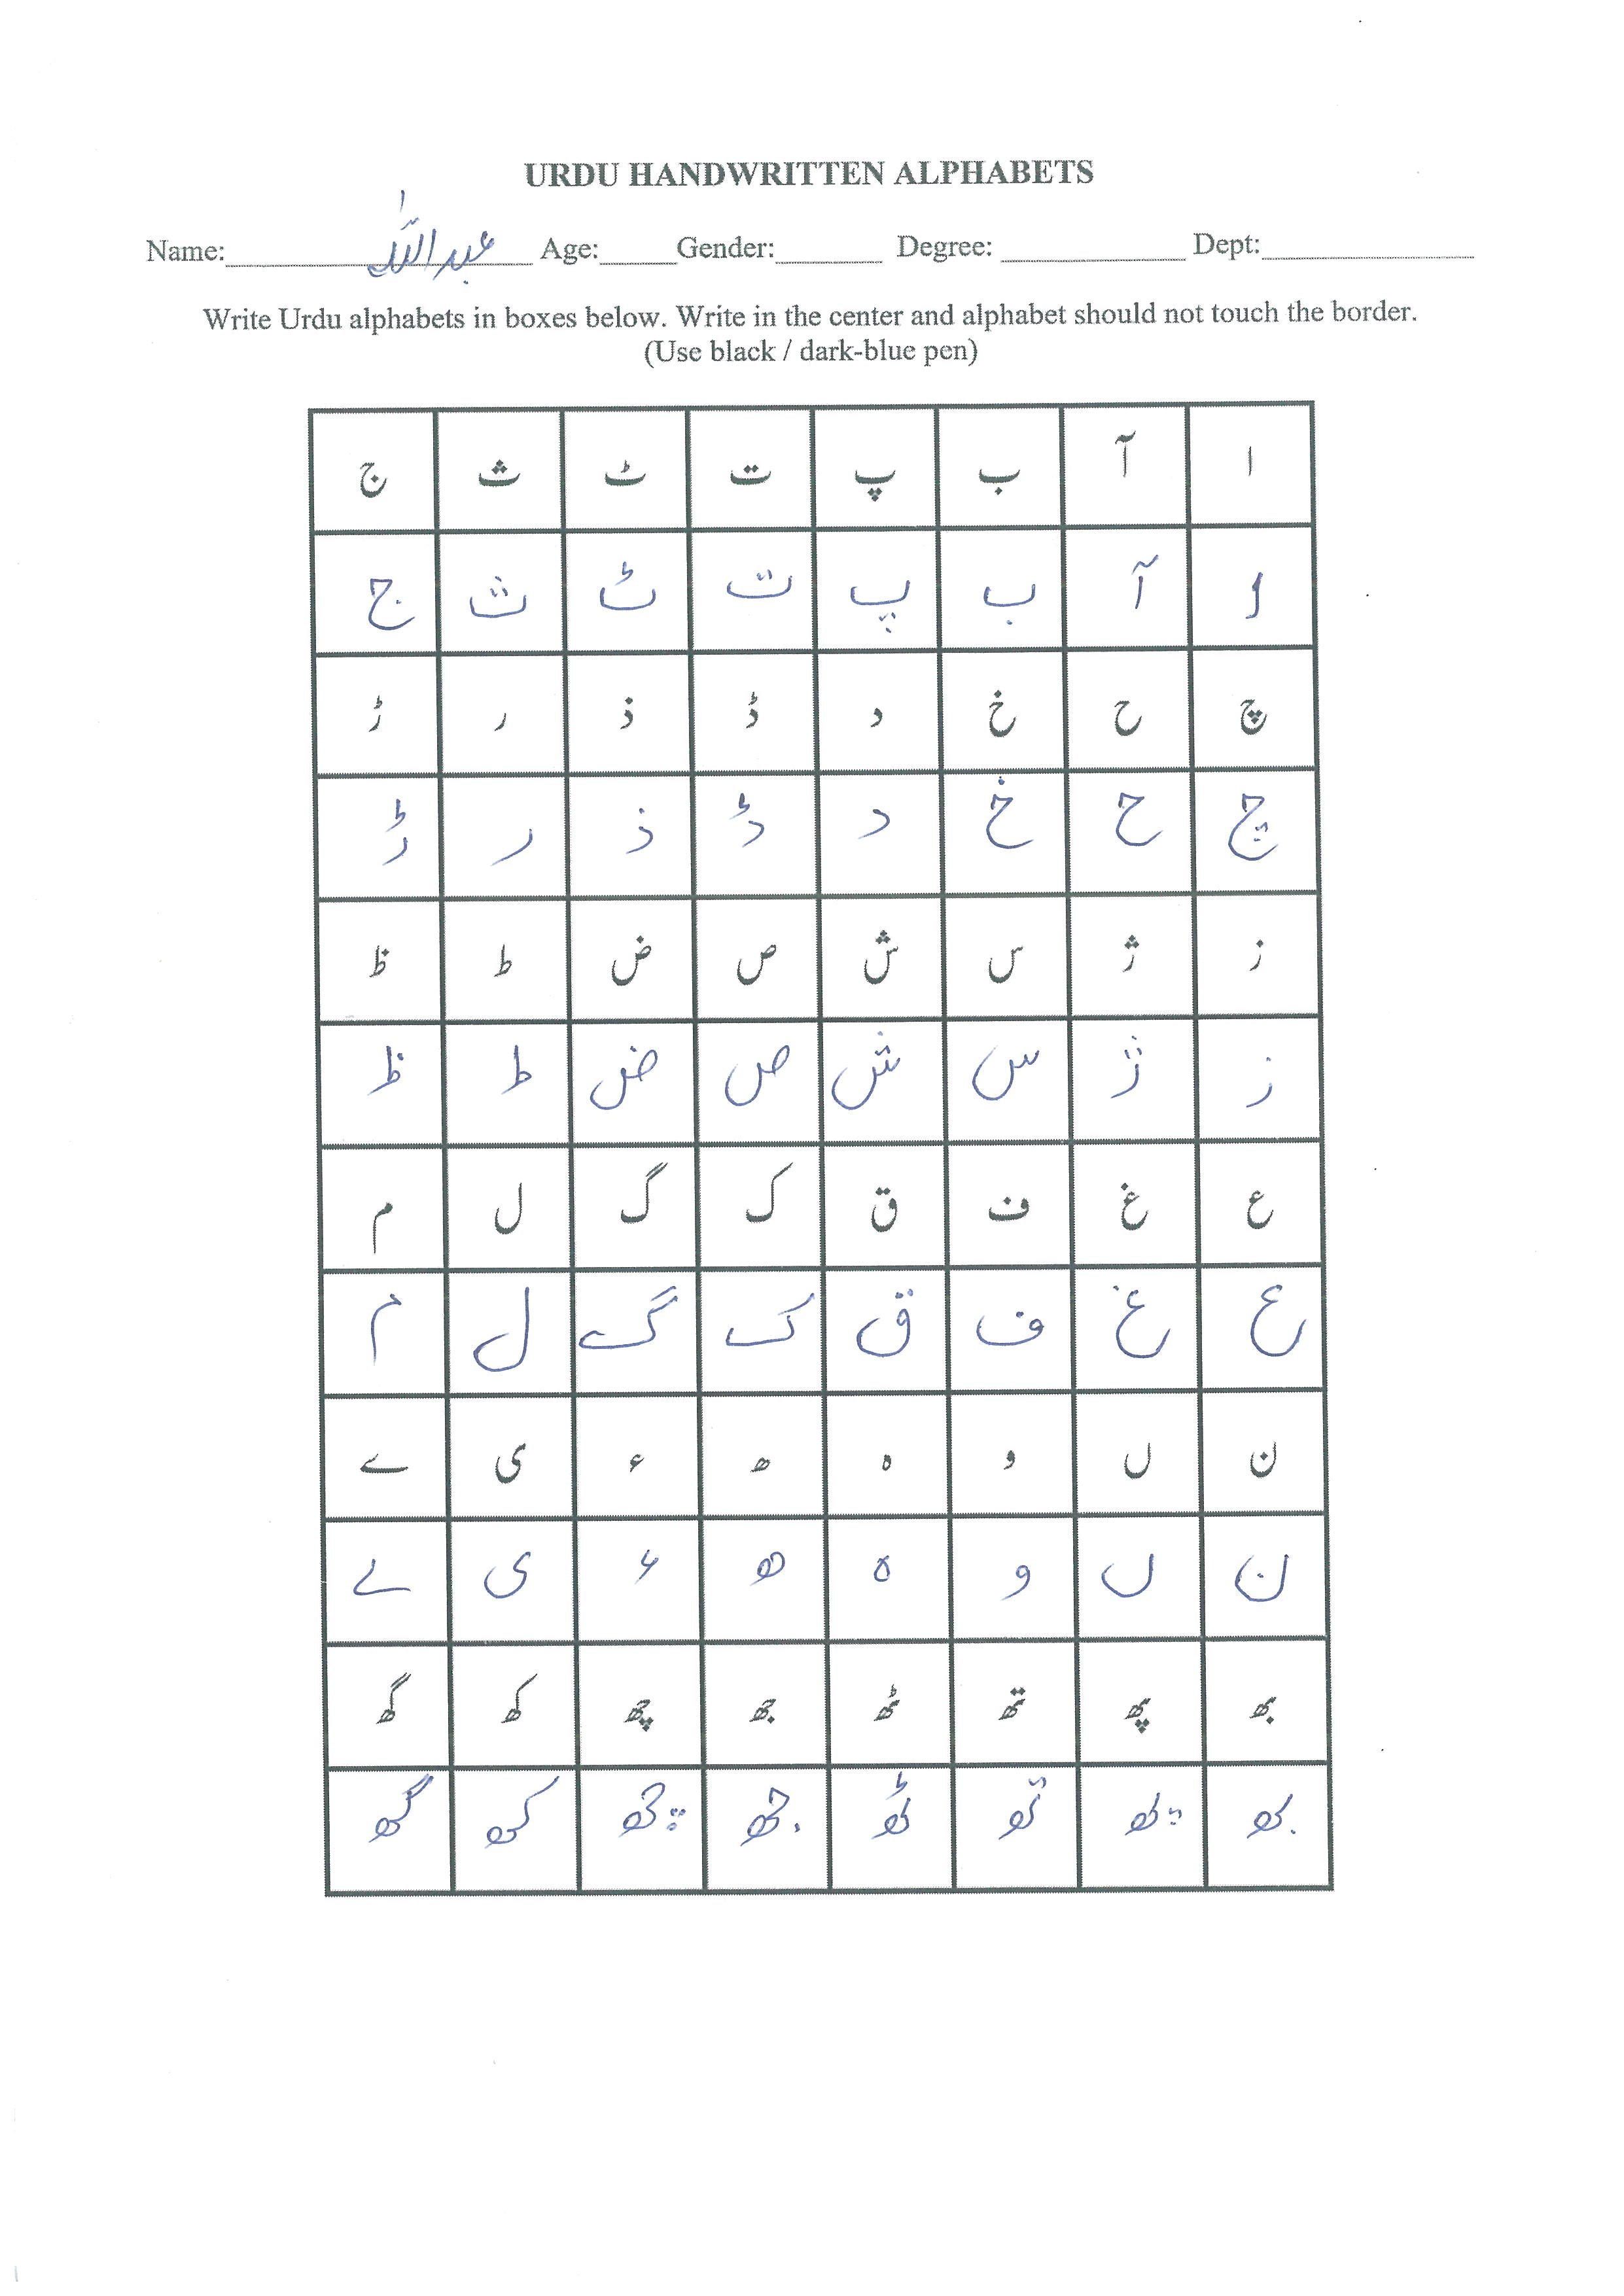 URDU HANDWRITTEN ALPHABETS
Name: عبداللہ Age: Gender: Degree: Dept:
Write Urdu alphabets in boxes below. Write in the center and alphabet should not touch the border.
(Use black / dark-blue pen)
ا آ ب پ ت ٹ ث ج
ا آ ب پ ت ٹ ث ج
چ ح خ د ڈ ذ ر ڑ
چ ح خ د ڈ ذ ر ڑ
ز ژ س ش ص ض ط ظ
ز ژ س ش ص ض ط ظ
ع غ ف ق ک گ ل م
ع غ ف ق ک گ ل م
ن ں و ہ ھ ء ی ے
ن ں و ہ ھ ء ی ے
بھ پھ تھ ٹھ جھ چھ کھ گھ
بھ پھ تھ ٹھ جھ چھ کھ گھ